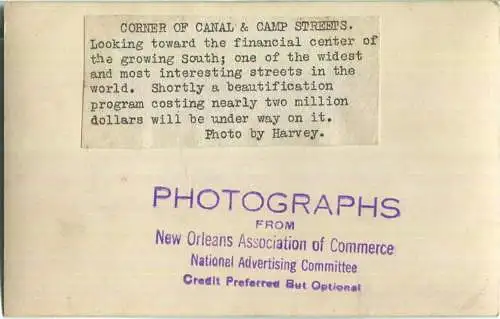 CORNER OF CANAL & CAMP STREETS.
Looking toward the financial center of
the growing South; one of the widest
and most interesting streets in the
world. Shortly a beautification
program costing nearly two million
dollars will be under way on it.
Photo by Harvey.
PHOTOGRAPHS
FROM
New Orleans Association of Commerce
National Advertising Committee
Credit Preferred But Optional